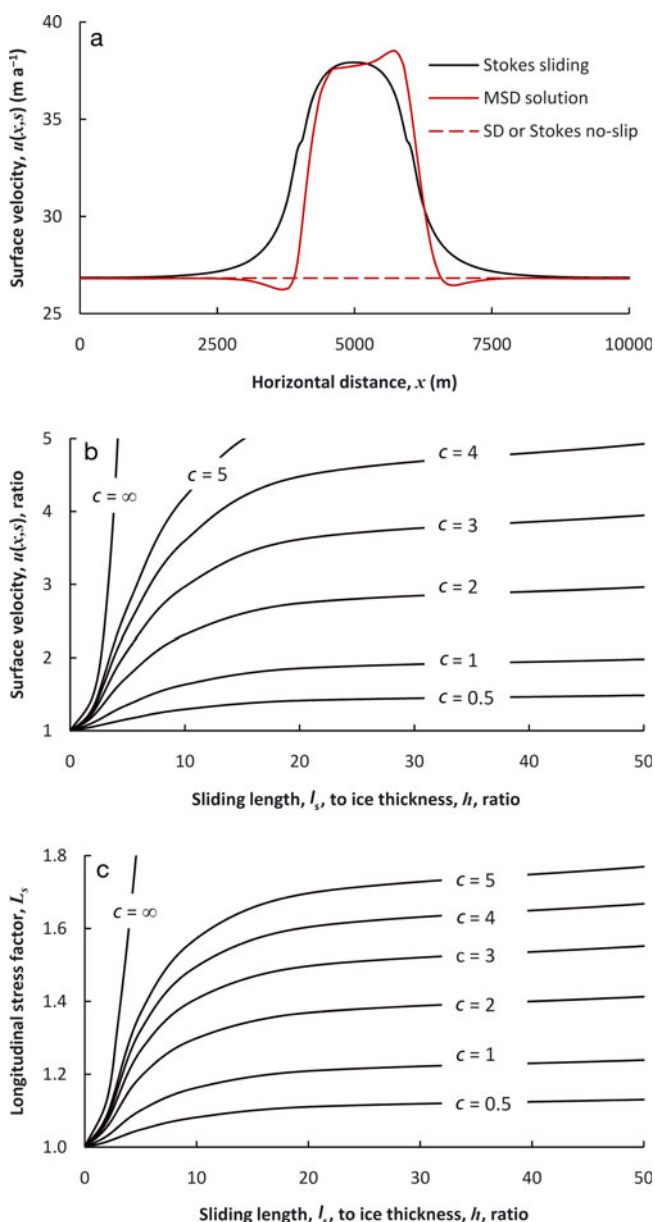 a
Surface velocity, u(x,s) (m a⁻¹)
40
35
30
25
Stokes sliding
MSD solution
SD or Stokes no-slip
0
2500
5000
7500
10000
Horizontal distance, x (m)
b
Surface velocity, u(x,s), ratio
5
4
3
2
1
c = ∞
c = 5
c = 4
c = 3
c = 2
c = 1
c = 0.5
0
10
20
30
40
50
Sliding length, lₛ, to ice thickness, h, ratio
c
Longitudinal stress factor, Lₛ
1.8
1.6
1.4
1.2
1.0
c = ∞
c = 5
c = 4
c = 3
c = 2
c = 1
c = 0.5
0
10
20
30
40
50
Sliding length, lₛ, to ice thickness, h, ratio